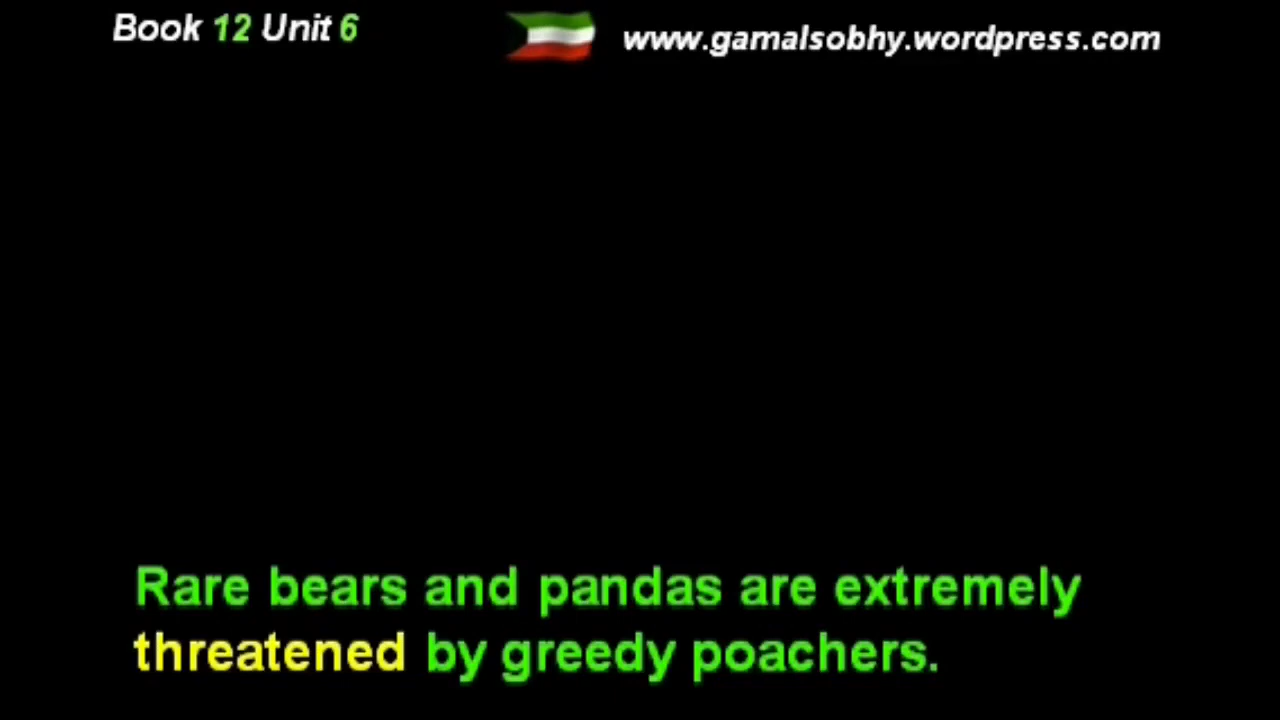 Book 12 Unit 6
www.gamalsobhy.wordpress.com
Rare bears and pandas are extremely
threatened by greedy poachers.